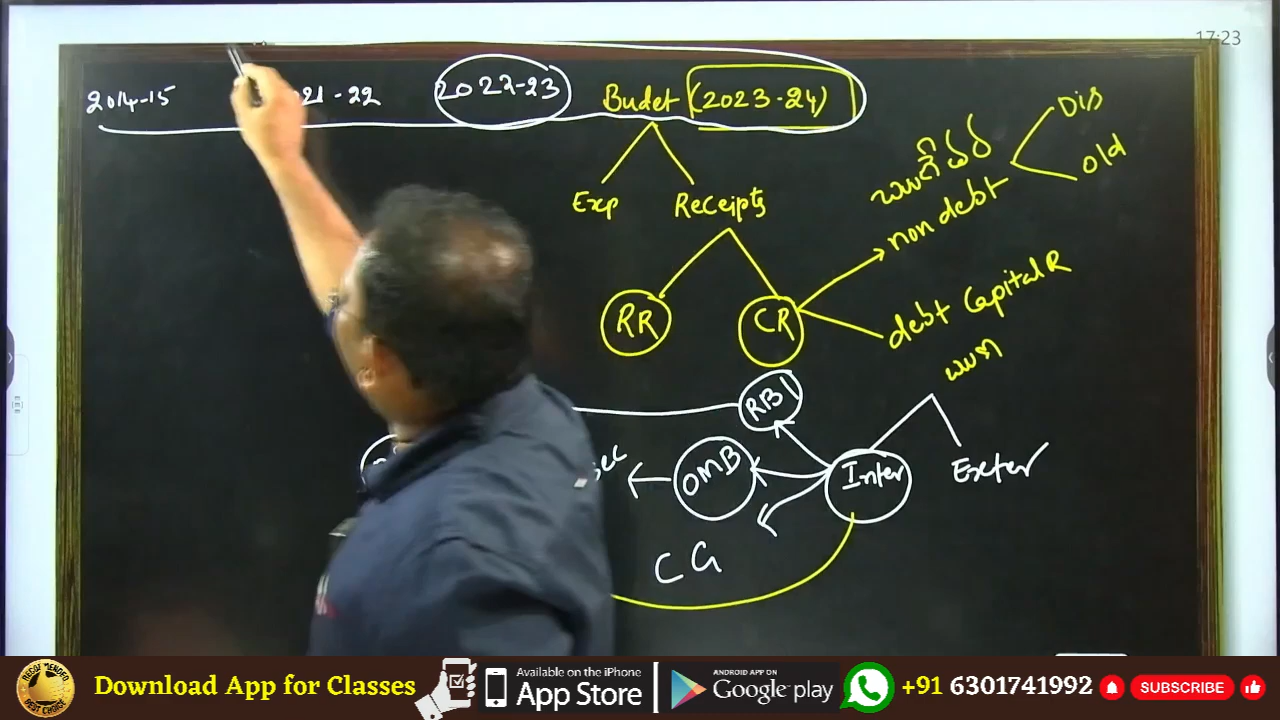 17:23
2014-15 21-22 2022-23 Budet (2023-24)
Dis
old
Exp Receipts
non debt
RR CR
debt Capital R
RBI
OMB Inter Exter
CG
Download App for Classes
Available on the iPhone
App Store
ANDROID APP ON
Google play
+91 6301741992
SUBSCRIBE